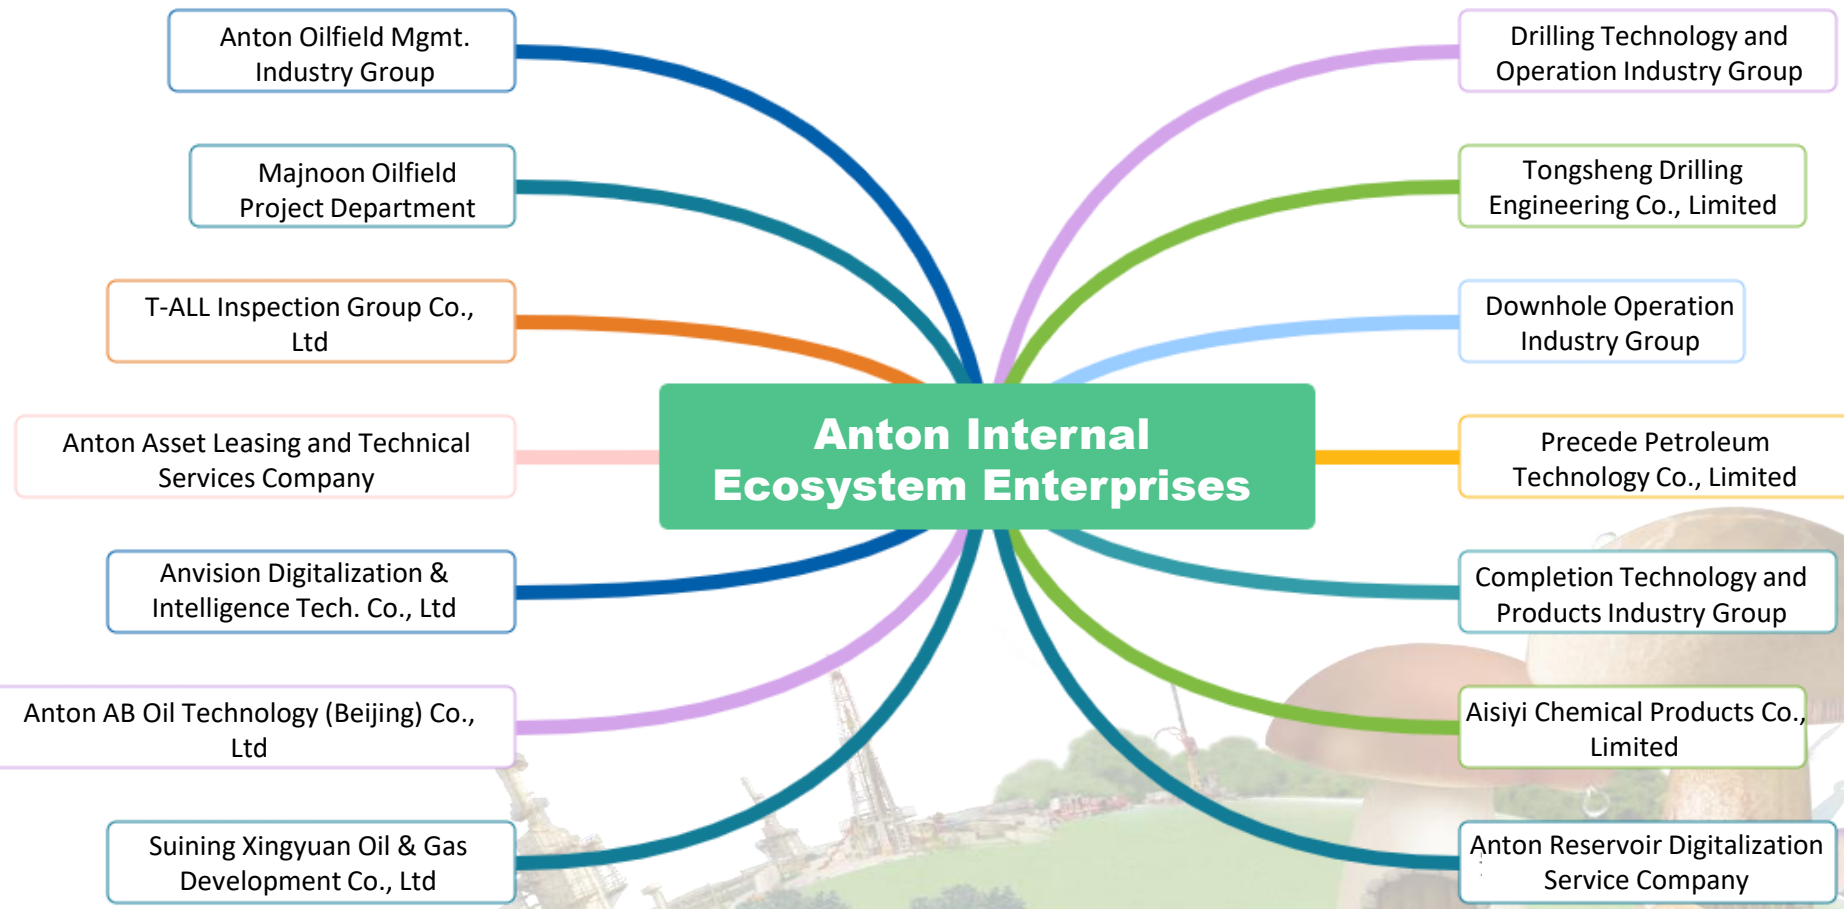 Anton Oilfield Mgmt.
Industry Group
Majnoon Oilfield
Project Department
T-ALL Inspection Group Co.,
Ltd
Anton Asset Leasing and Technical
Services Company
Anvision Digitalization &
Intelligence Tech. Co., Ltd
Anton AB Oil Technology (Beijing) Co.,
Ltd
Suining Xingyuan Oil & Gas
Development Co., Ltd
Anton Internal
Ecosystem Enterprises
Drilling Technology and
Operation Industry Group
Tongsheng Drilling
Engineering Co., Limited
Downhole Operation
Industry Group
Precede Petroleum
Technology Co., Limited
Completion Technology and
Products Industry Group
Aisiyi Chemical Products Co.,
Limited
Anton Reservoir Digitalization
Service Company